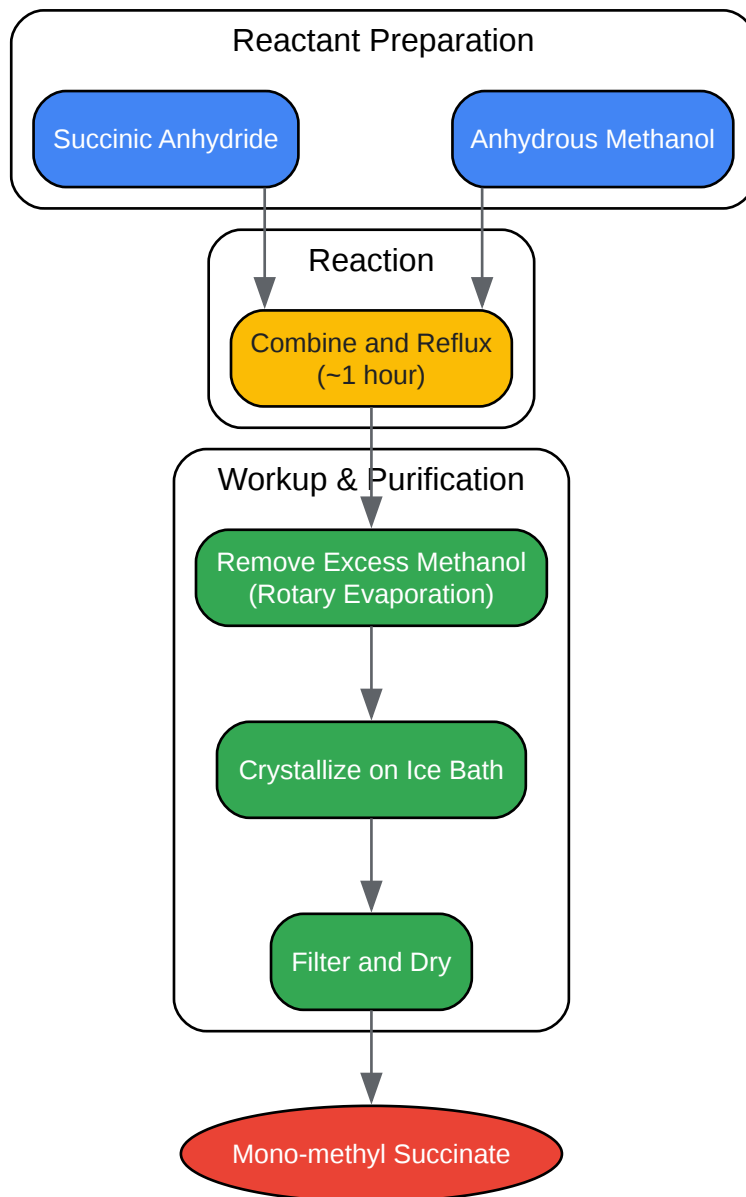 Reactant Preparation
Succinic Anhydride
Anhydrous Methanol
Reaction
Combine and Reflux
(~1 hour)
Workup & Purification
Remove Excess Methanol
(Rotary Evaporation)
Crystallize on Ice Bath
Filter and Dry
Mono-methyl Succinate